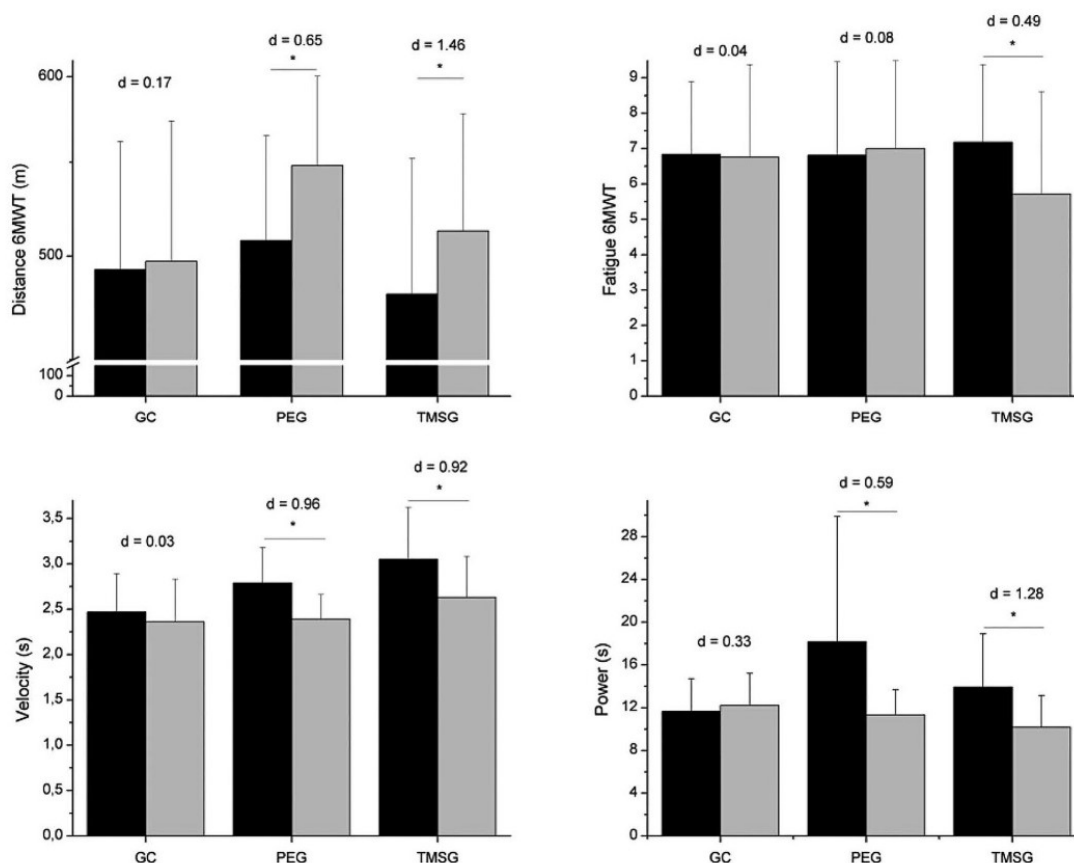 d = 0.17
d = 0.65
*
d = 1.46
*
Distance 6MWT (m)
600
500
100
0
GC
PEG
TMSG
d = 0.04
d = 0.08
d = 0.49
*
Fatigue 6MWT
9
8
7
6
5
4
3
2
1
0
GC
PEG
TMSG
d = 0.03
d = 0.96
*
d = 0.92
*
Velocity (s)
3,5
3,0
2,5
2,0
1,5
1,0
0,5
0,0
GC
PEG
TMSG
d = 0.33
d = 0.59
*
d = 1.28
*
Power (s)
28
24
20
16
12
8
4
0
GC
PEG
TMSG